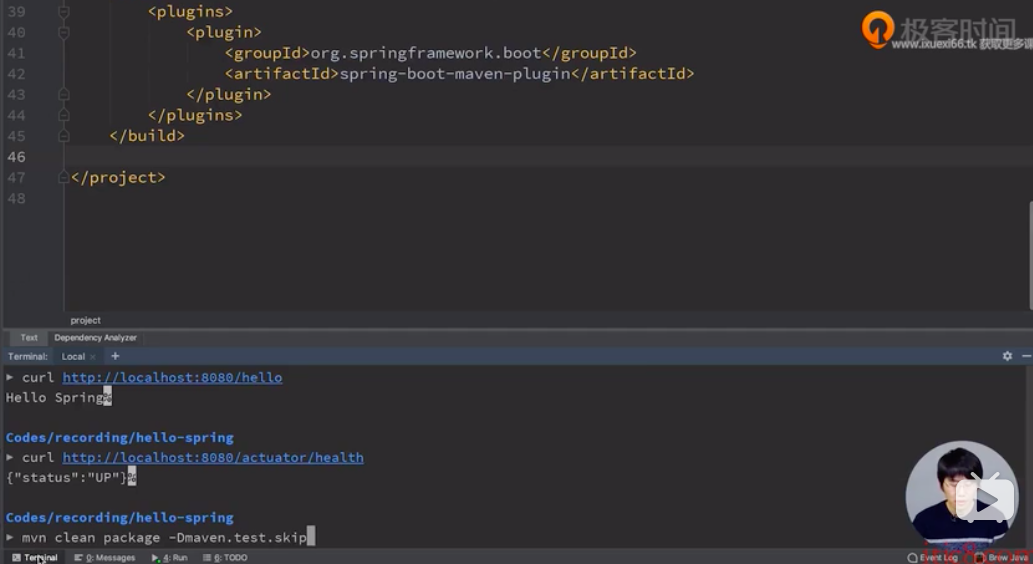 39 <plugins>
极客时间
40 <plugin>
www.ixuexi66.tk 获取更多课
41 <groupId>org.springframework.boot</groupId>
42 <artifactId>spring-boot-maven-plugin</artifactId>
43 </plugin>
44 </plugins>
45 </build>
46
47 </project>
48
project
Text Dependency Analyzer
Terminal: Local × +
curl http://localhost:8080/hello
Hello Spring%
Codes/recording/hello-spring
curl http://localhost:8080/actuator/health
{"status":"UP"}%
Codes/recording/hello-spring
mvn clean package -Dmaven.test.skip
Terminal 0: Messages 4: Run 6: TODO Event Log Brew Java